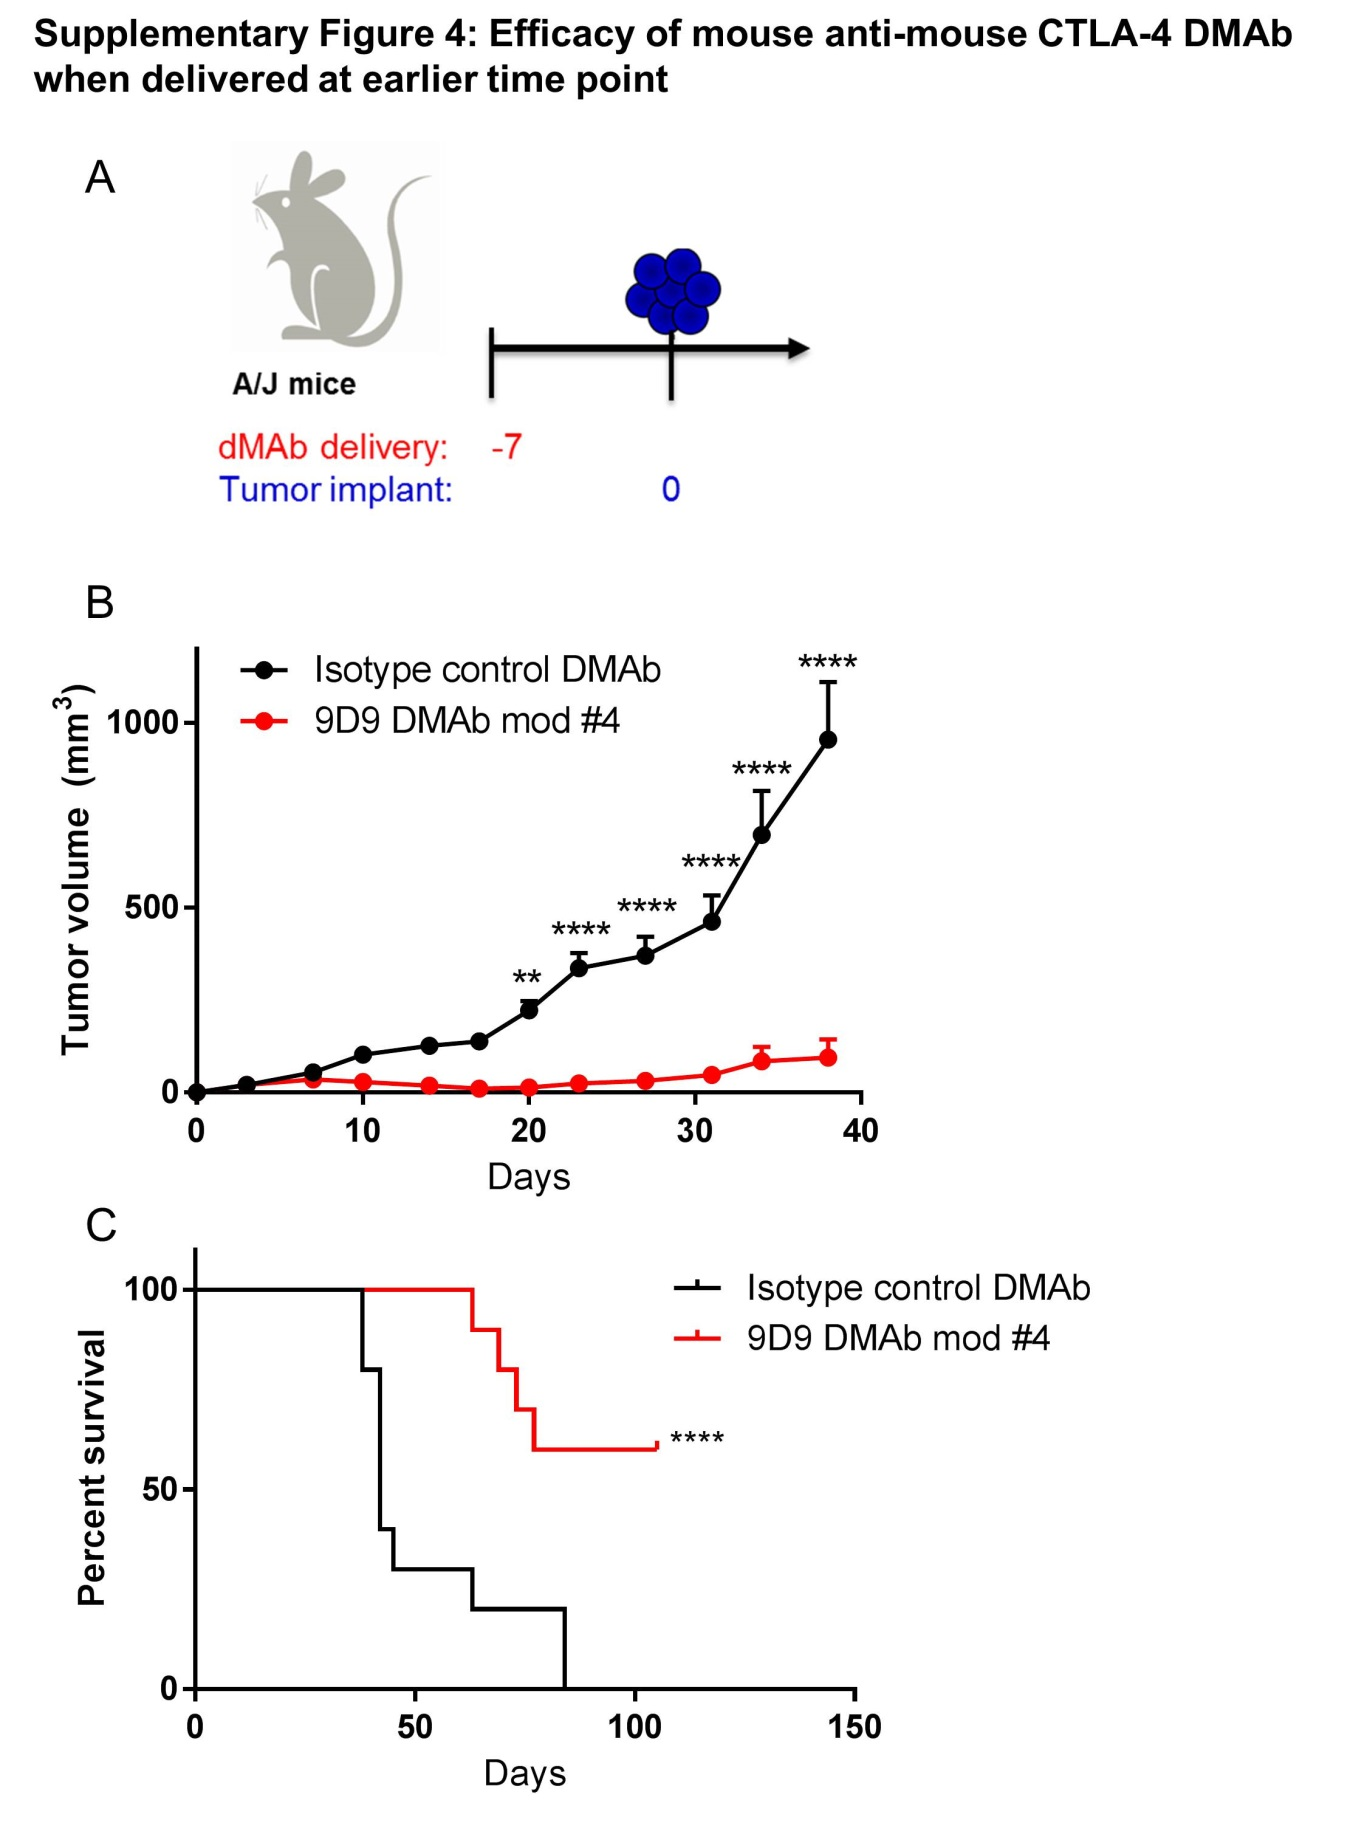 Supplementary Figure 4: Efficacy of mouse anti-mouse CTLA-4 DMAb
when delivered at earlier time point
A
A/J mice
dMAb delivery: -7
Tumor implant: 0
B
Isotype control DMAb
9D9 DMAb mod #4
Tumor volume (mm³)
1000
500
0
**
****
****
****
****
****
0 10 20 30 40
Days
C
Isotype control DMAb
9D9 DMAb mod #4
Percent survival
100
50
0
****
0 50 100 150
Days